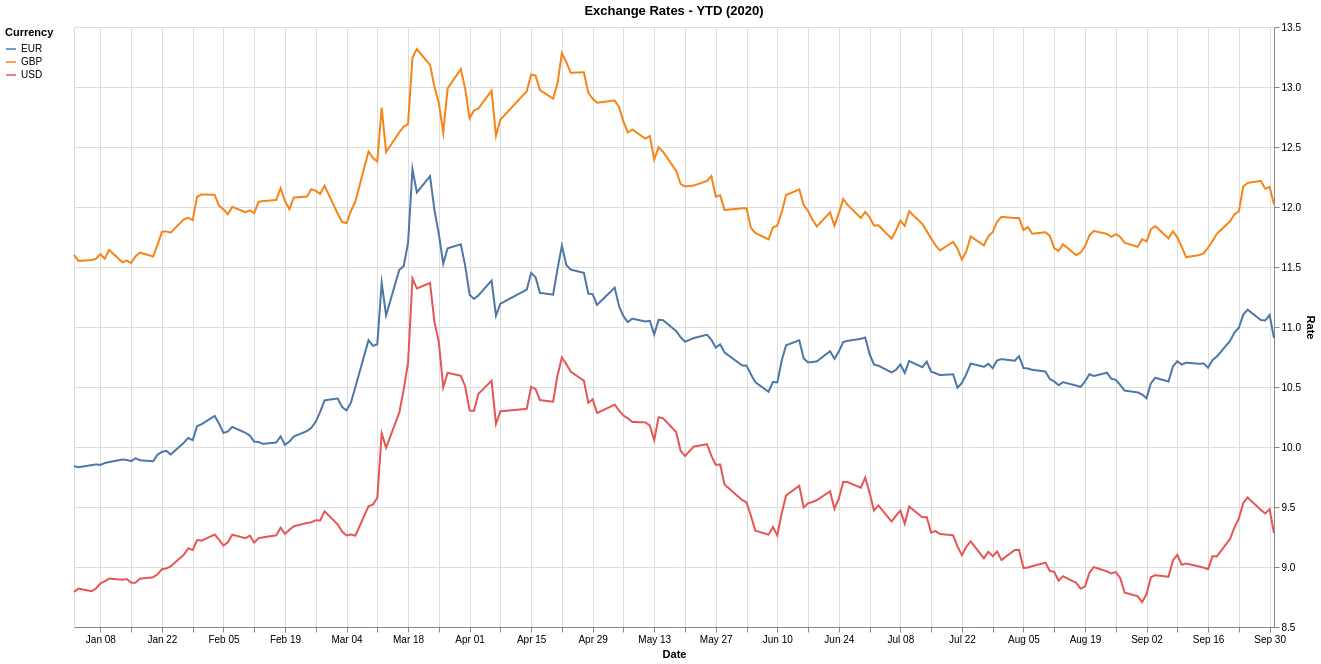 Exchange Rates - YTD (2020)
Currency
EUR
GBP
USD
13.5
13.0
12.5
12.0
11.5
11.0
10.5
10.0
9.5
9.0
8.5
Rate
Jan 08 Jan 22 Feb 05 Feb 19 Mar 04 Mar 18 Apr 01 Apr 15 Apr 29 May 13 May 27 Jun 10 Jun 24 Jul 08 Jul 22 Aug 05 Aug 19 Sep 02 Sep 16 Sep 30
Date